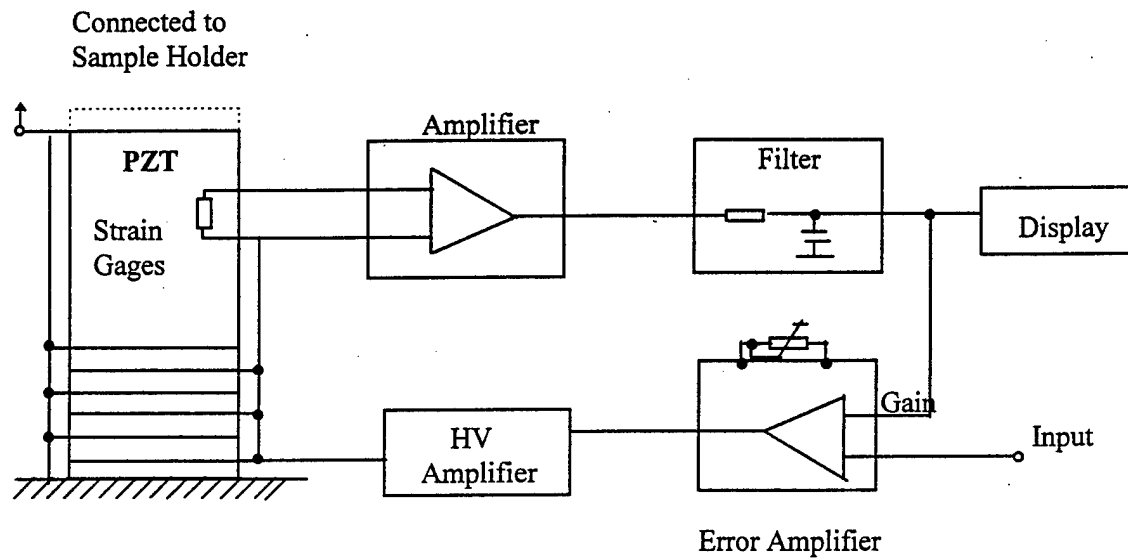 Connected to
Sample Holder
PZT
Strain
Gages
Amplifier
Filter
Display
Gain
Input
HV
Amplifier
Error Amplifier